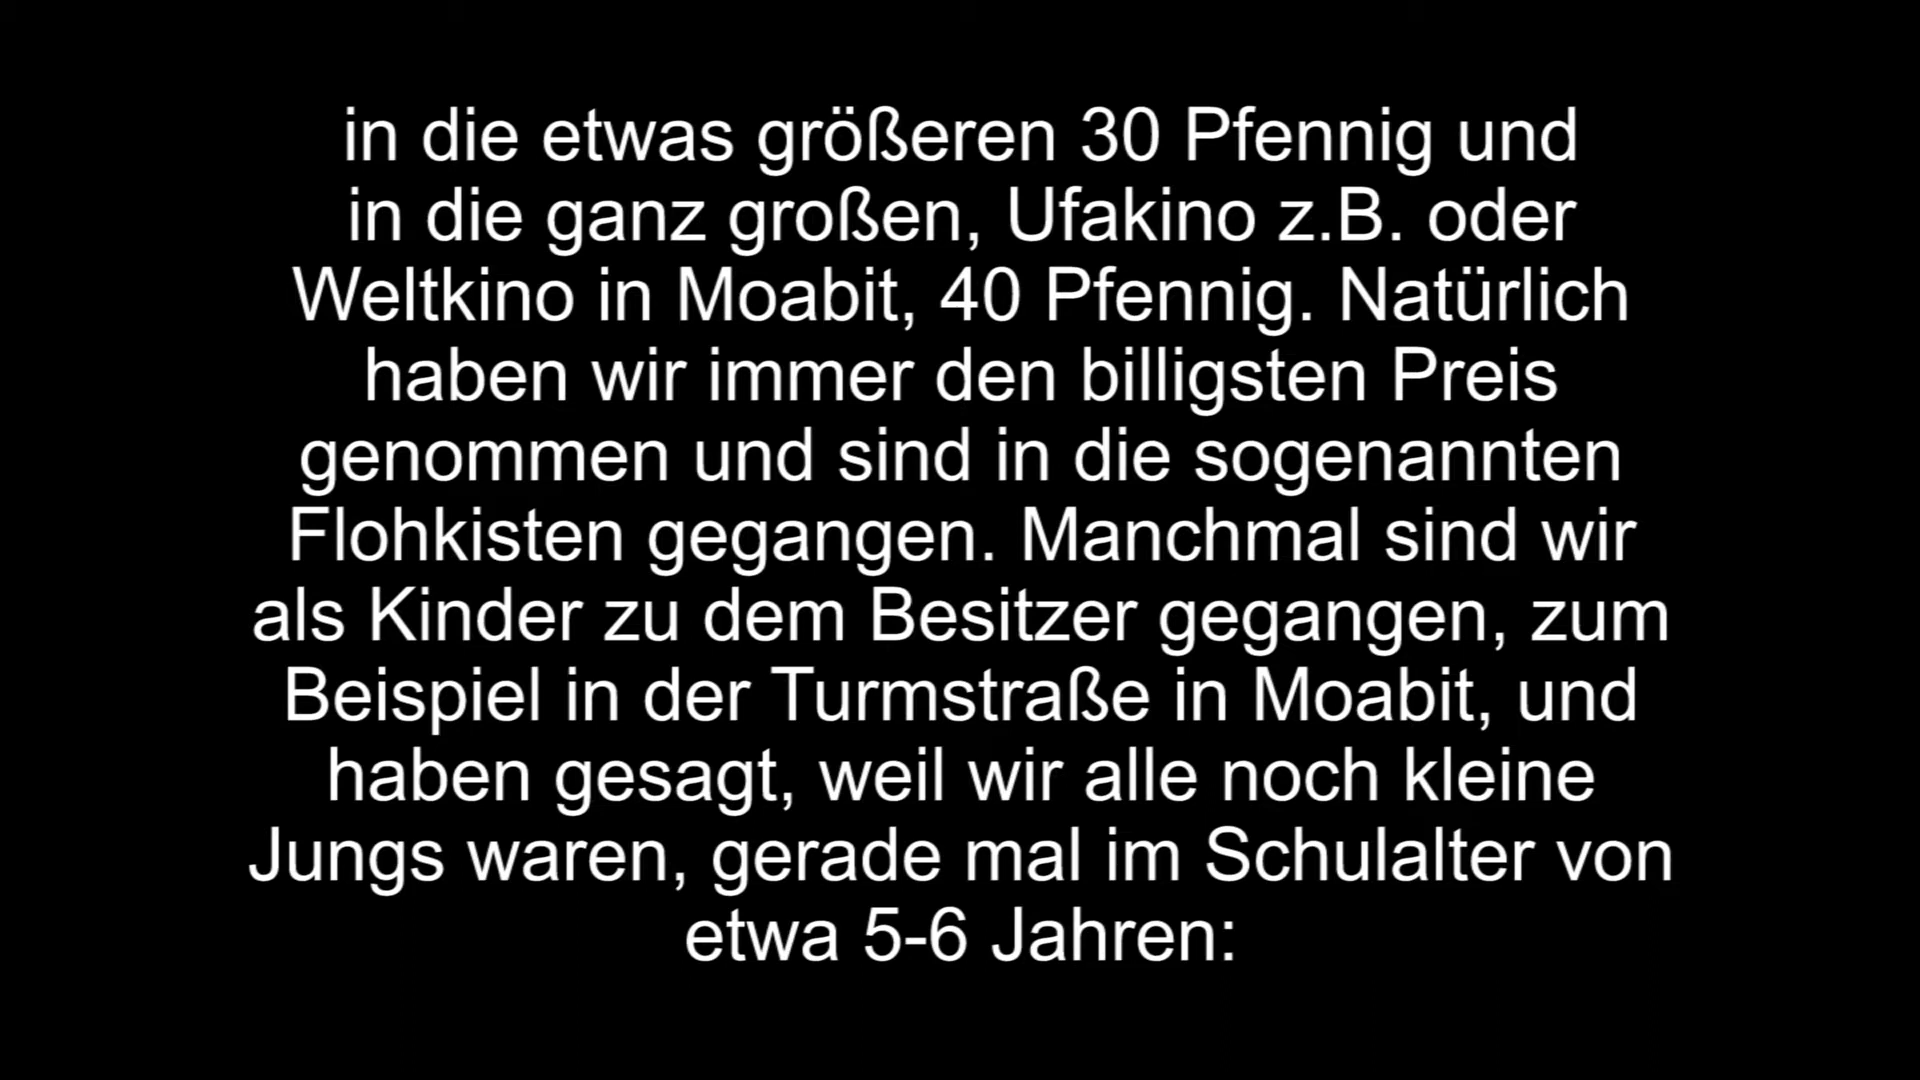 in die etwas größeren 30 Pfennig und
in die ganz großen, Ufakino z.B. oder
Weltkino in Moabit, 40 Pfennig. Natürlich
haben wir immer den billigsten Preis
genommen und sind in die sogenannten
Flohkisten gegangen. Manchmal sind wir
als Kinder zu dem Besitzer gegangen, zum
Beispiel in der Turmstraße in Moabit, und
haben gesagt, weil wir alle noch kleine
Jungs waren, gerade mal im Schulalter von
etwa 5-6 Jahren: